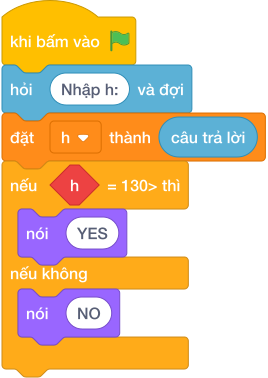 khi bấm vào
hỏi Nhập h: và đợi
đặt h thành câu trả lời
nếu h = 130> thì
nói YES
nếu không
nói NO